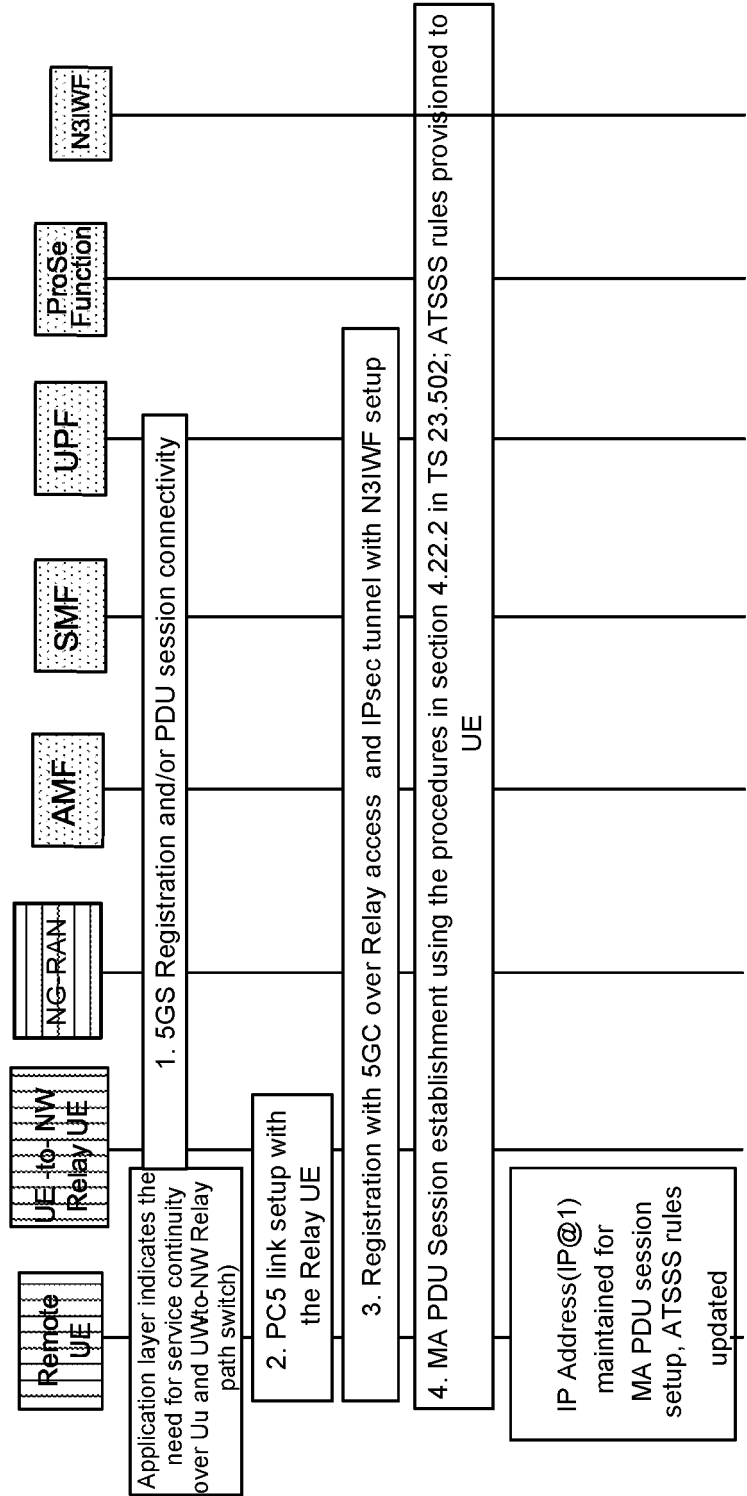 Remote
UE
UE -to- NW
Relay UE
NG-RAN
AMF
SMF
UPF
ProSe
Function
N3IWF
Application layer indicates the
need for service continuity
over Uu and UWto-NW Relay
path switch)
1. 5GS Registration and/or PDU session connectivity
2. PC5 link setup with
the Relay UE
3. Registration with 5GC over Relay access and IPsec tunnel with N3IWF setup
4. MA PDU Session establishment using the procedures in section 4.22.2 in TS 23.502; ATSSS rules provisioned to
UE
IP Address(IP@1)
maintained for
MA PDU session
setup, ATSSS rules
updated